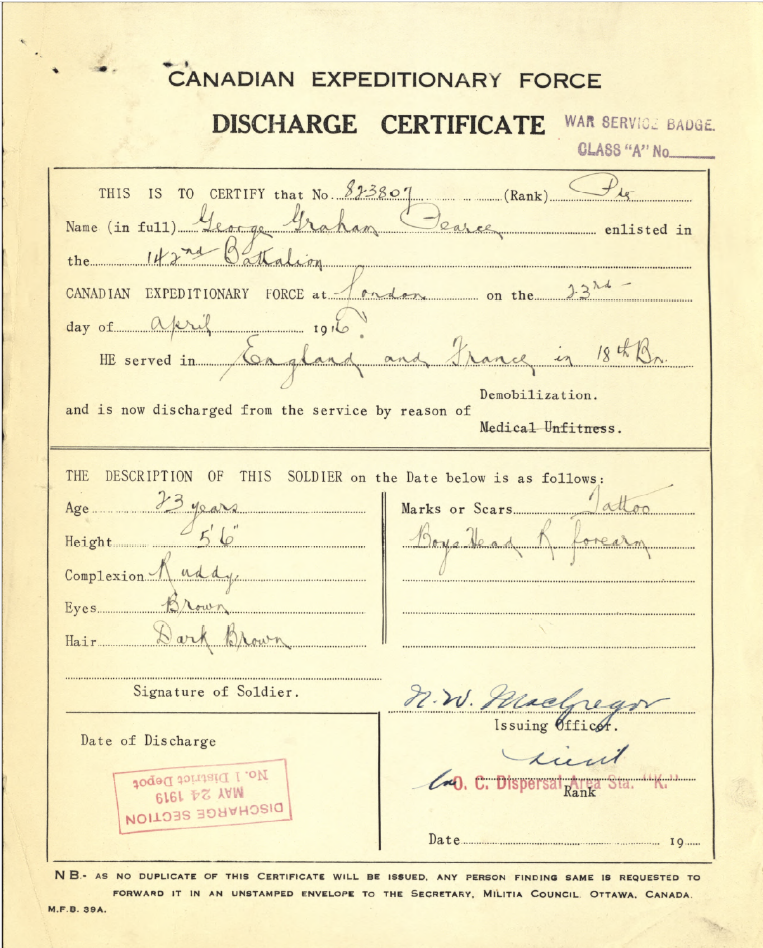 CANADIAN EXPEDITIONARY FORCE
DISCHARGE CERTIFICATE
WAR SERVICE BADGE.
CLASS "A" No
THIS IS TO CERTIFY that No. 823807 (Rank) Pte
Name (in full) George Graham Pearce enlisted in
the 142nd Battalion
CANADIAN EXPEDITIONARY FORCE at London on the 23rd
day of April 1916
HE served in England and France in 18th Bn.
Demobilization.
and is now discharged from the service by reason of
Medical Unfitness.
THE DESCRIPTION OF THIS SOLDIER on the Date below is as follows:
Age 23 years
Height 5'6"
Complexion Ruddy
Eyes Brown
Hair Dark Brown
Marks or Scars Tattoo
Boys Head R forearm
Signature of Soldier.
N. W. MacGregor
Issuing Officer.
Lieut
O. C. Dispersal Area Sta. "K."
Rank
Date of Discharge
DISCHARGE SECTION
MAY 24 1919
No. 1 District Depot
Date 19
NB.- AS NO DUPLICATE OF THIS CERTIFICATE WILL BE ISSUED, ANY PERSON FINDING SAME IS REQUESTED TO
FORWARD IT IN AN UNSTAMPED ENVELOPE TO THE SECRETARY, MILITIA COUNCIL. OTTAWA, CANADA.
M.F.B. 39A.